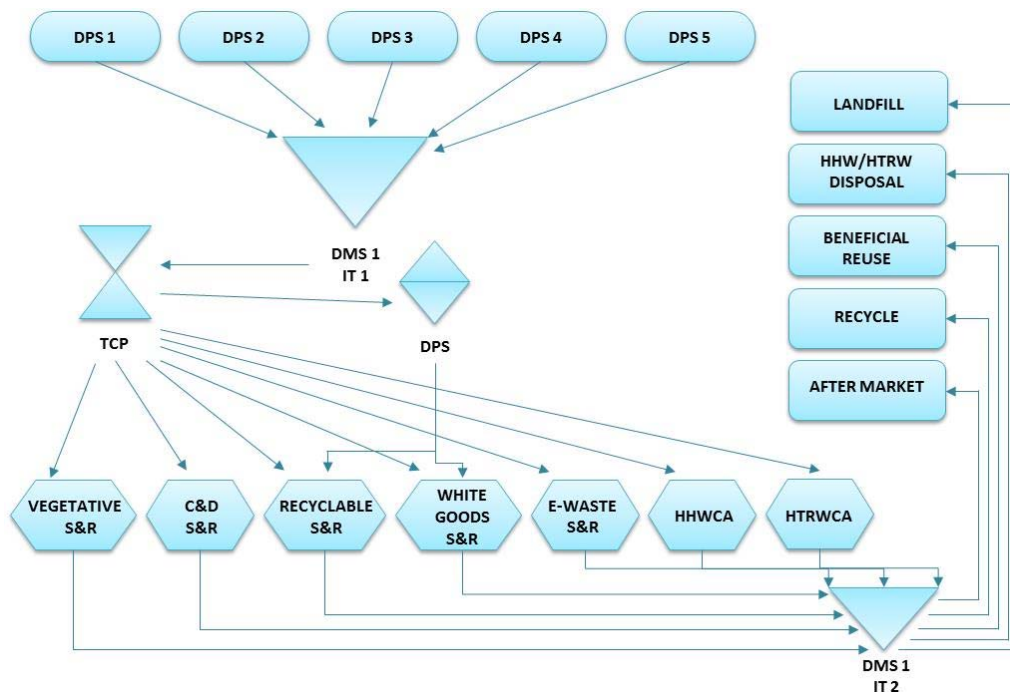 DPS 1
DPS 2
DPS 3
DPS 4
DPS 5
LANDFILL
HHW/HTRW
DISPOSAL
BENEFICIAL
REUSE
RECYCLE
AFTER MARKET
DMS 1
IT 1
TCP
DPS
VEGETATIVE
S&R
C&D
S&R
RECYCLABLE
S&R
WHITE
GOODS
S&R
E-WASTE
S&R
HHWCA
HTRWCA
DMS 1
IT 2